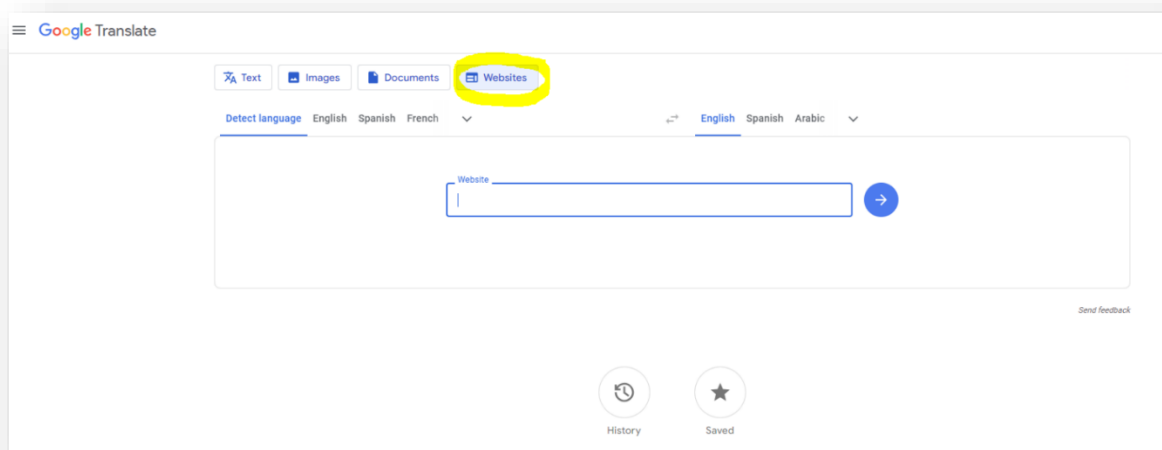 Google Translate
Text Images Documents Websites
Detect language English Spanish French English Spanish Arabic
Website
Send feedback
History Saved